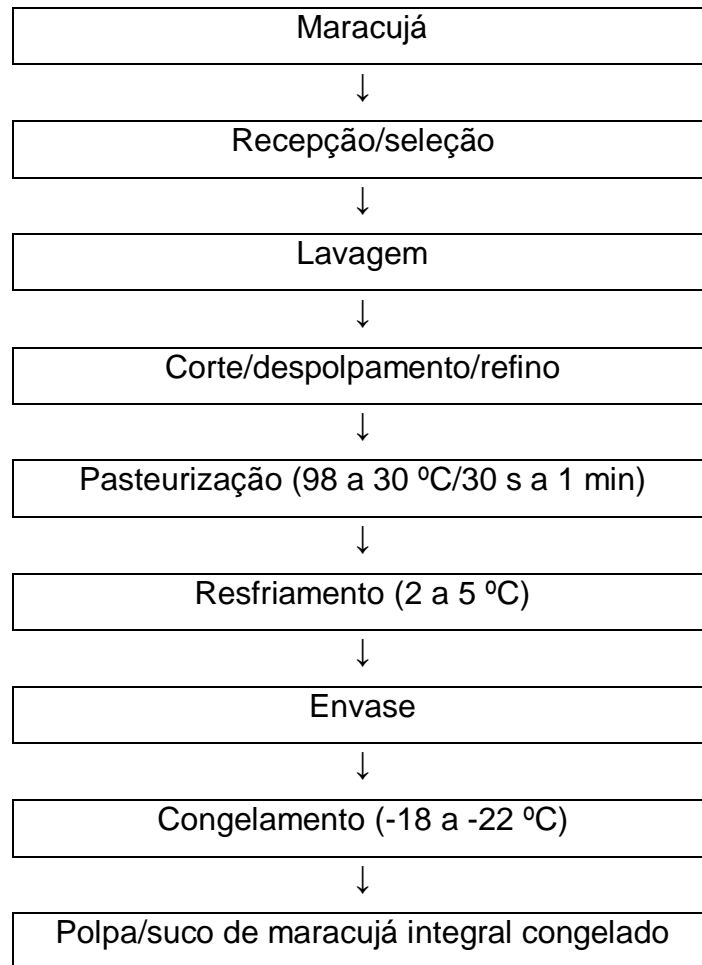 Maracujá
↓
Recepção/seleção
↓
Lavagem
↓
Corte/despolpamento/refino
↓
Pasteurização (98 a 30 ºC/30 s a 1 min)
↓
Resfriamento (2 a 5 ºC)
↓
Envase
↓
Congelamento (-18 a -22 ºC)
↓
Polpa/suco de maracujá integral congelado